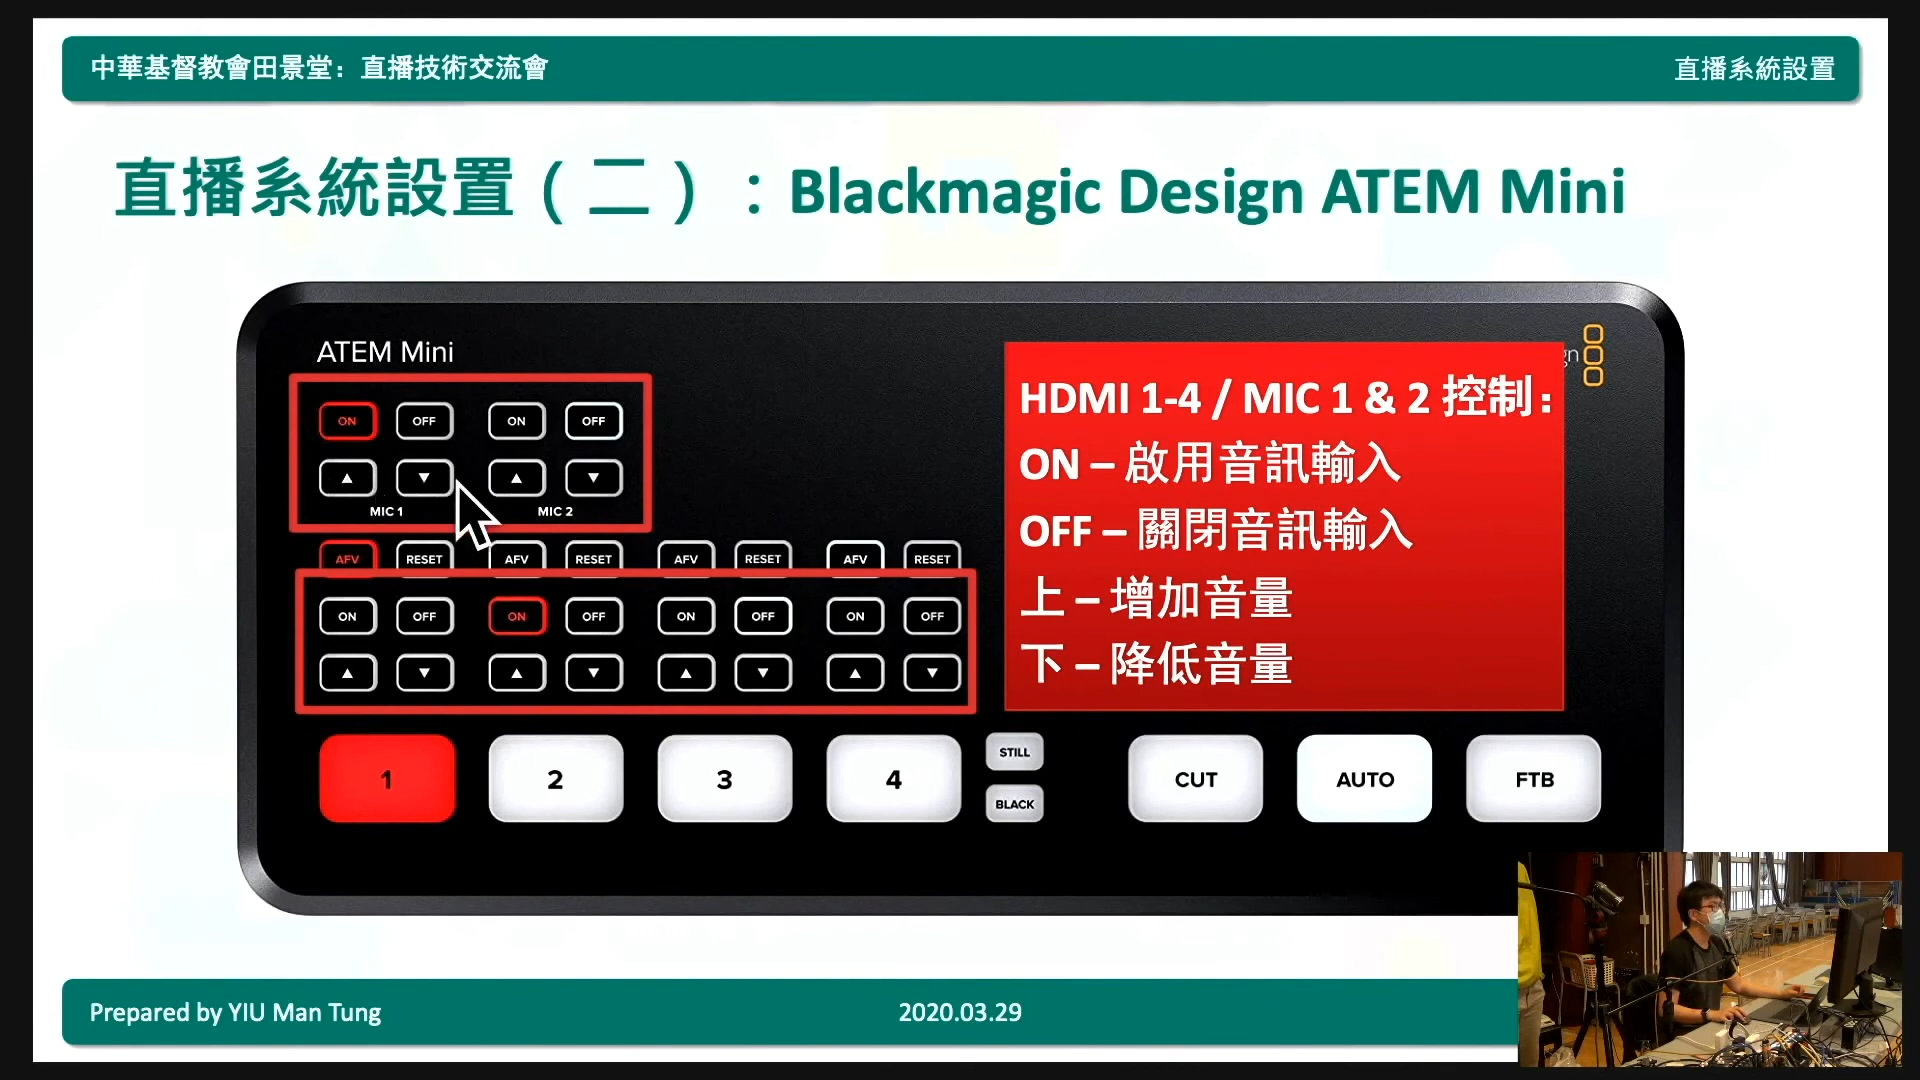 中華基督教會田景堂：直播技術交流會
直播系統設置
直播系統設置（二）：Blackmagic Design ATEM Mini
ATEM Mini
gn
HDMI 1-4 / MIC 1 & 2 控制：
ON – 啟用音訊輸入
OFF – 關閉音訊輸入
上 – 增加音量
下 – 降低音量
ON OFF ON OFF
▲ ▼ ▲ ▼
MIC 1 MIC 2
AFV RESET AFV RESET AFV RESET AFV RESET
ON OFF ON OFF ON OFF ON OFF
▲ ▼ ▲ ▼ ▲ ▼ ▲ ▼
1 2 3 4
STILL
BLACK
CUT AUTO FTB
Prepared by YIU Man Tung
2020.03.29